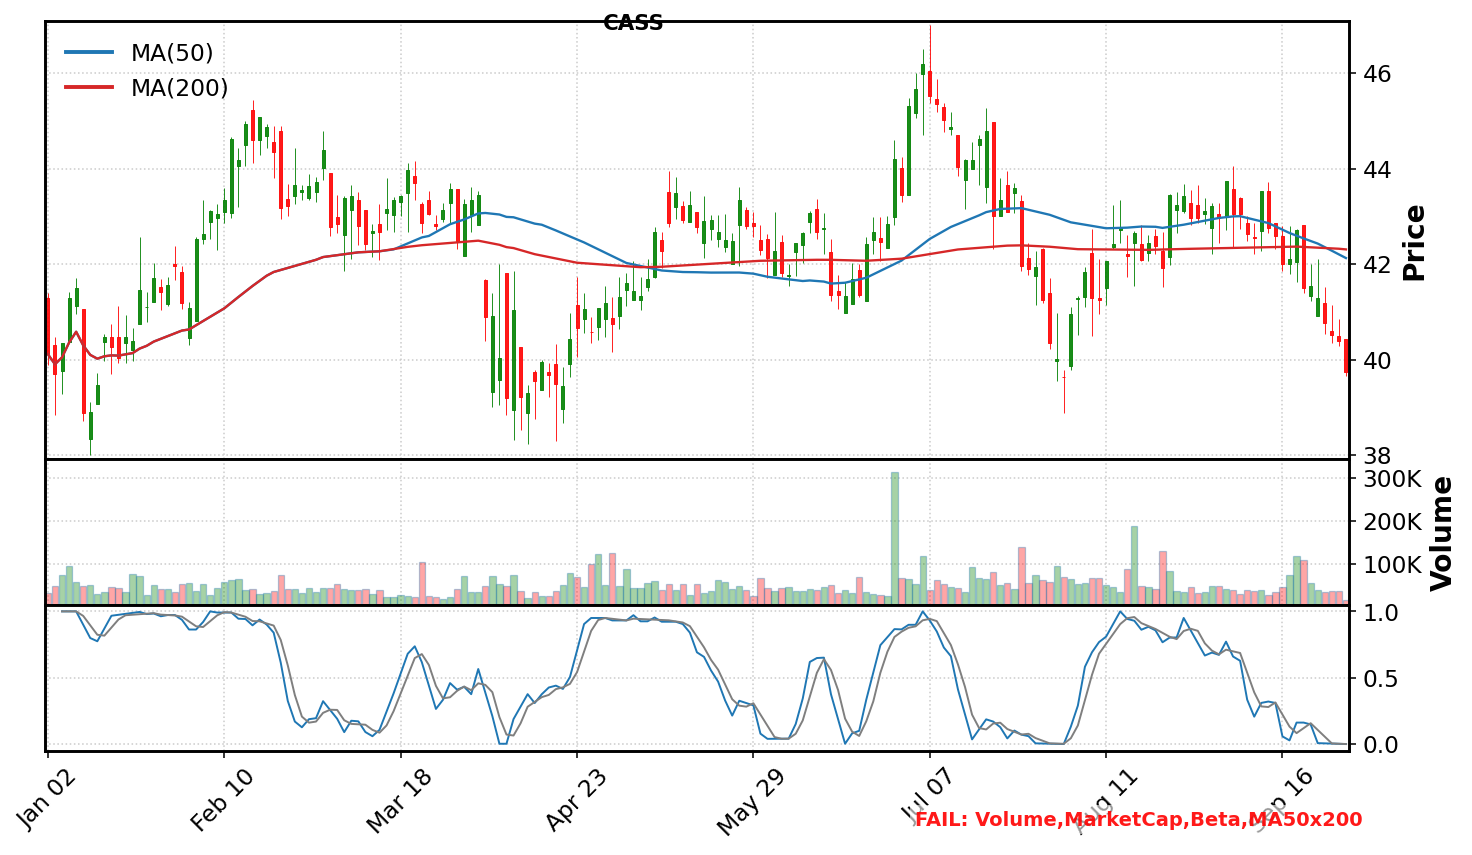 CASS
MA(50)
MA(200)
46
44
42
40
38
Price
300K
200K
100K
Volume
1.0
0.5
0.0
Jan 02
Feb 10
Mar 18
Apr 23
May 29
Jul 07
Aug 11
Sep 16
FAIL: Volume,MarketCap,Beta,MA50x200